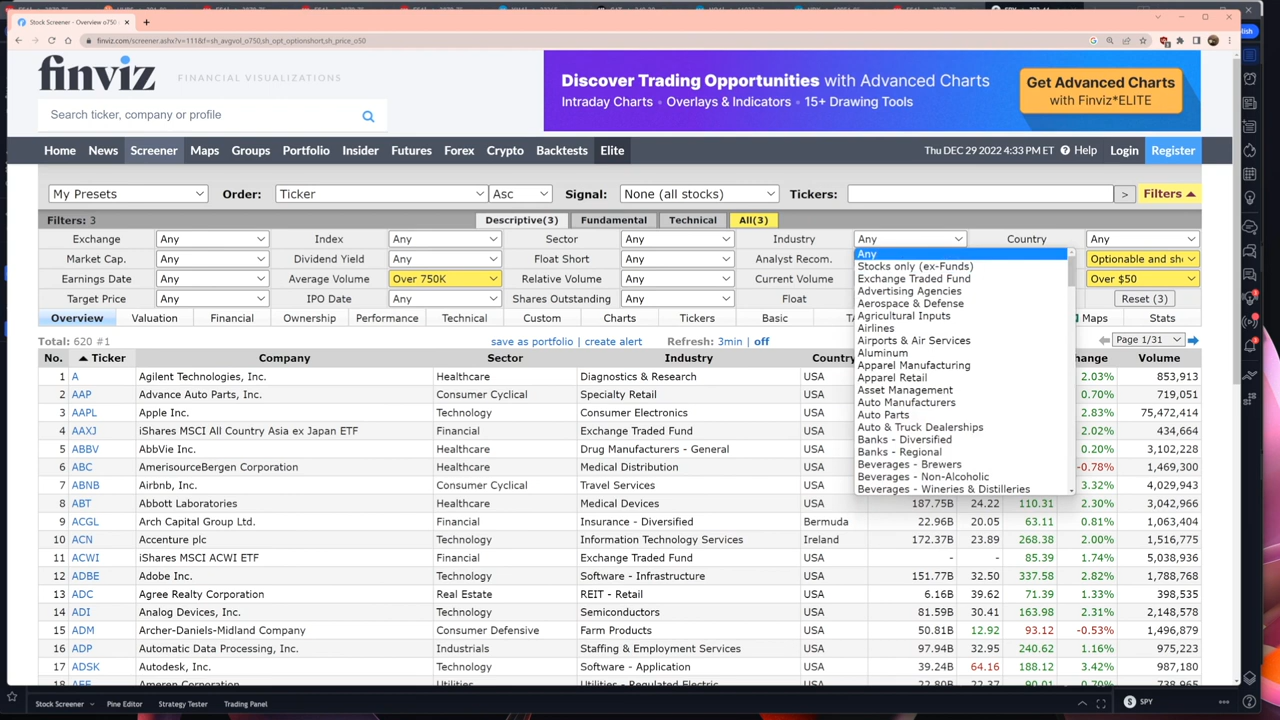 Stock Screener - Overview o750
finviz.com/screener.ashx?v=111&f=sh_avgvol_o750,sh_opt_optionshort,sh_price_o50
finviz FINANCIAL VISUALIZATIONS
Search ticker, company or profile
Discover Trading Opportunities with Advanced Charts
Intraday Charts • Overlays & Indicators • 15+ Drawing Tools
Get Advanced Charts
with Finviz*ELITE
Home News Screener Maps Groups Portfolio Insider Futures Forex Crypto Backtests Elite Thu DEC 29 2022 4:33 PM ET Help Login Register
My Presets Order: Ticker Asc Signal: None (all stocks) Tickers: > Filters
Filters: 3 Descriptive(3) Fundamental Technical All(3)
Exchange Any Index Any Sector Any Industry Any Country Any
Market Cap. Any Dividend Yield Any Float Short Any Analyst Recom. Optionable and sh
Earnings Date Any Average Volume Over 750K Relative Volume Any Current Volume Over $50
Target Price Any IPO Date Any Shares Outstanding Any Float Reset (3)
Any
Stocks only (ex-Funds)
Exchange Traded Fund
Advertising Agencies
Aerospace & Defense
Agricultural Inputs
Airlines
Airports & Air Services
Aluminum
Apparel Manufacturing
Apparel Retail
Asset Management
Auto Manufacturers
Auto Parts
Auto & Truck Dealerships
Banks - Diversified
Banks - Regional
Beverages - Brewers
Beverages - Non-Alcoholic
Beverages - Wineries & Distilleries
Overview Valuation Financial Ownership Performance Technical Custom Charts Tickers Basic TA Maps Stats
Total: 620 #1 save as portfolio | create alert Refresh: 3min | off Page 1/31
No. Ticker Company Sector Industry Country ange Volume
1 A Agilent Technologies, Inc. Healthcare Diagnostics & Research USA 2.03% 853,913
2 AAP Advance Auto Parts, Inc. Consumer Cyclical Specialty Retail USA 0.70% 719,051
3 AAPL Apple Inc. Technology Consumer Electronics USA 2.83% 75,472,414
4 AAXJ iShares MSCI All Country Asia ex Japan ETF Financial Exchange Traded Fund USA 2.02% 434,664
5 ABBV AbbVie Inc. Healthcare Drug Manufacturers - General USA 0.20% 3,102,228
6 ABC AmerisourceBergen Corporation Healthcare Medical Distribution USA -0.78% 1,469,300
7 ABNB Airbnb, Inc. Consumer Cyclical Travel Services USA 3.32% 4,029,943
8 ABT Abbott Laboratories Healthcare Medical Devices USA 187.75B 24.22 110.31 2.30% 3,042,966
9 ACGL Arch Capital Group Ltd. Financial Insurance - Diversified Bermuda 22.96B 20.05 63.11 0.81% 1,063,404
10 ACN Accenture plc Technology Information Technology Services Ireland 172.37B 23.89 268.38 2.00% 1,516,775
11 ACWI iShares MSCI ACWI ETF Financial Exchange Traded Fund USA - - 85.39 1.74% 5,038,936
12 ADBE Adobe Inc. Technology Software - Infrastructure USA 151.77B 32.50 337.58 2.82% 1,788,768
13 ADC Agree Realty Corporation Real Estate REIT - Retail USA 6.16B 39.62 71.39 1.33% 398,535
14 ADI Analog Devices, Inc. Technology Semiconductors USA 81.59B 30.41 163.98 2.31% 2,148,578
15 ADM Archer-Daniels-Midland Company Consumer Defensive Farm Products USA 50.81B 12.92 93.12 -0.53% 1,496,879
16 ADP Automatic Data Processing, Inc. Industrials Staffing & Employment Services USA 97.94B 32.95 240.62 1.16% 975,223
17 ADSK Autodesk, Inc. Technology Software - Application USA 39.24B 64.16 188.12 3.42% 987,180
18 AEE Ameren Corporation Utilities Utilities - Regulated Electric USA 22.80B 22.37 90.01 0.70% 738,965
Stock Screener Pine Editor Strategy Tester Trading Panel SPY